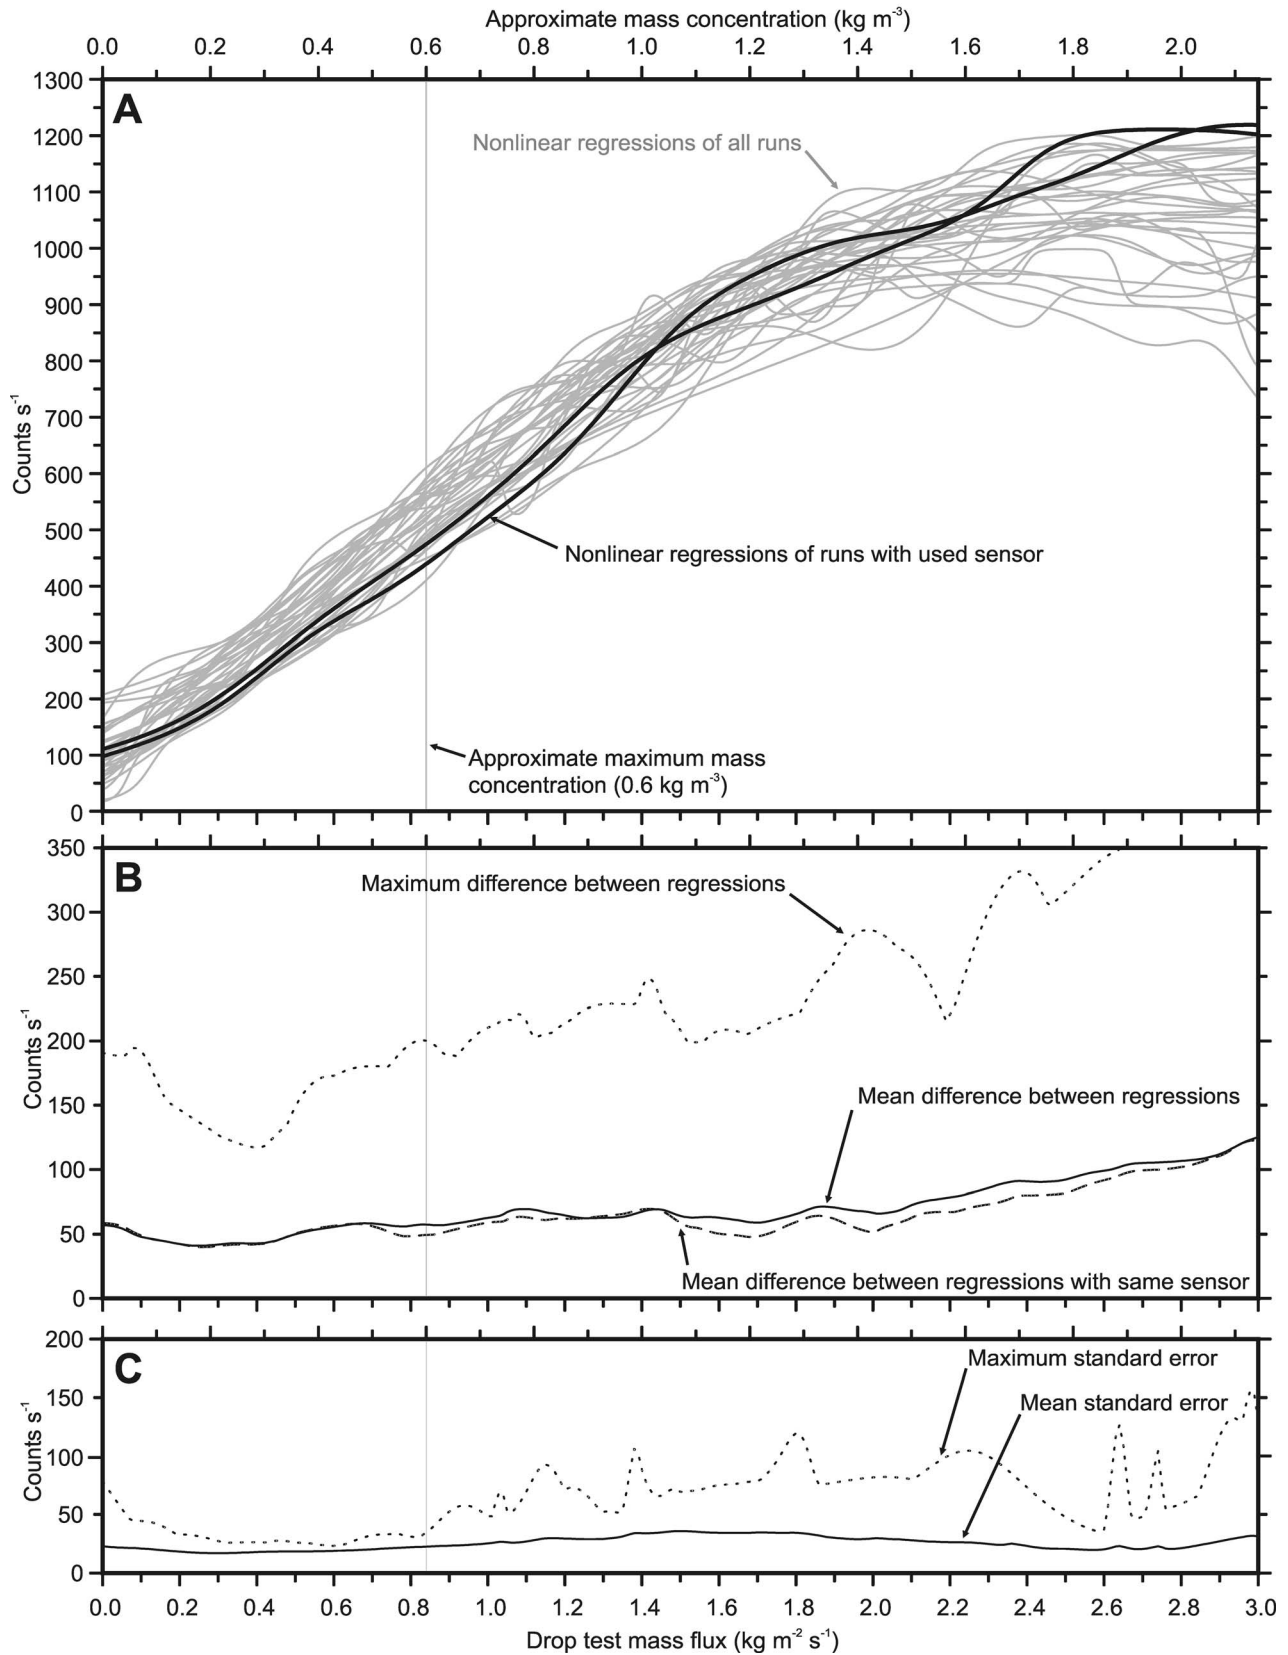 Approximate mass concentration (kg m⁻³)
0.0 0.2 0.4 0.6 0.8 1.0 1.2 1.4 1.6 1.8 2.0
1300
A
1200
Nonlinear regressions of all runs
1100
1000
900
800
700
Counts s⁻¹
600
500
Nonlinear regressions of runs with used sensor
400
300
200
100
Approximate maximum mass
concentration (0.6 kg m⁻³)
0
350
B
Maximum difference between regressions
300
250
200
Counts s⁻¹
150
Mean difference between regressions
100
50
Mean difference between regressions with same sensor
0
200
C
Maximum standard error
150
Mean standard error
100
Counts s⁻¹
50
0
0.0 0.2 0.4 0.6 0.8 1.0 1.2 1.4 1.6 1.8 2.0 2.2 2.4 2.6 2.8 3.0
Drop test mass flux (kg m⁻² s⁻¹)